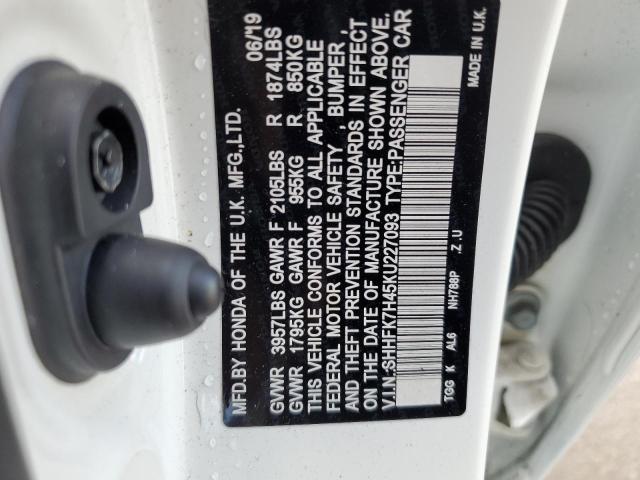 MFD.BY HONDA OF THE U.K. MFG.,LTD. 06/19
GVWR 3957LBS GAWR F 2105LBS R 1874LBS
GVWR 1795KG GAWR F 955KG R 850KG
THIS VEHICLE CONFORMS TO ALL APPLICABLE
FEDERAL MOTOR VEHICLE SAFETY , BUMPER ,
AND THEFT PREVENTION STANDARDS IN EFFECT
ON THE DATE OF MANUFACTURE SHOWN ABOVE.
V.I.N.:SHHFK7H45KU227093 TYPE:PASSENGER CAR
TGG K AL6 NH788P .Z.U MADE IN U.K.